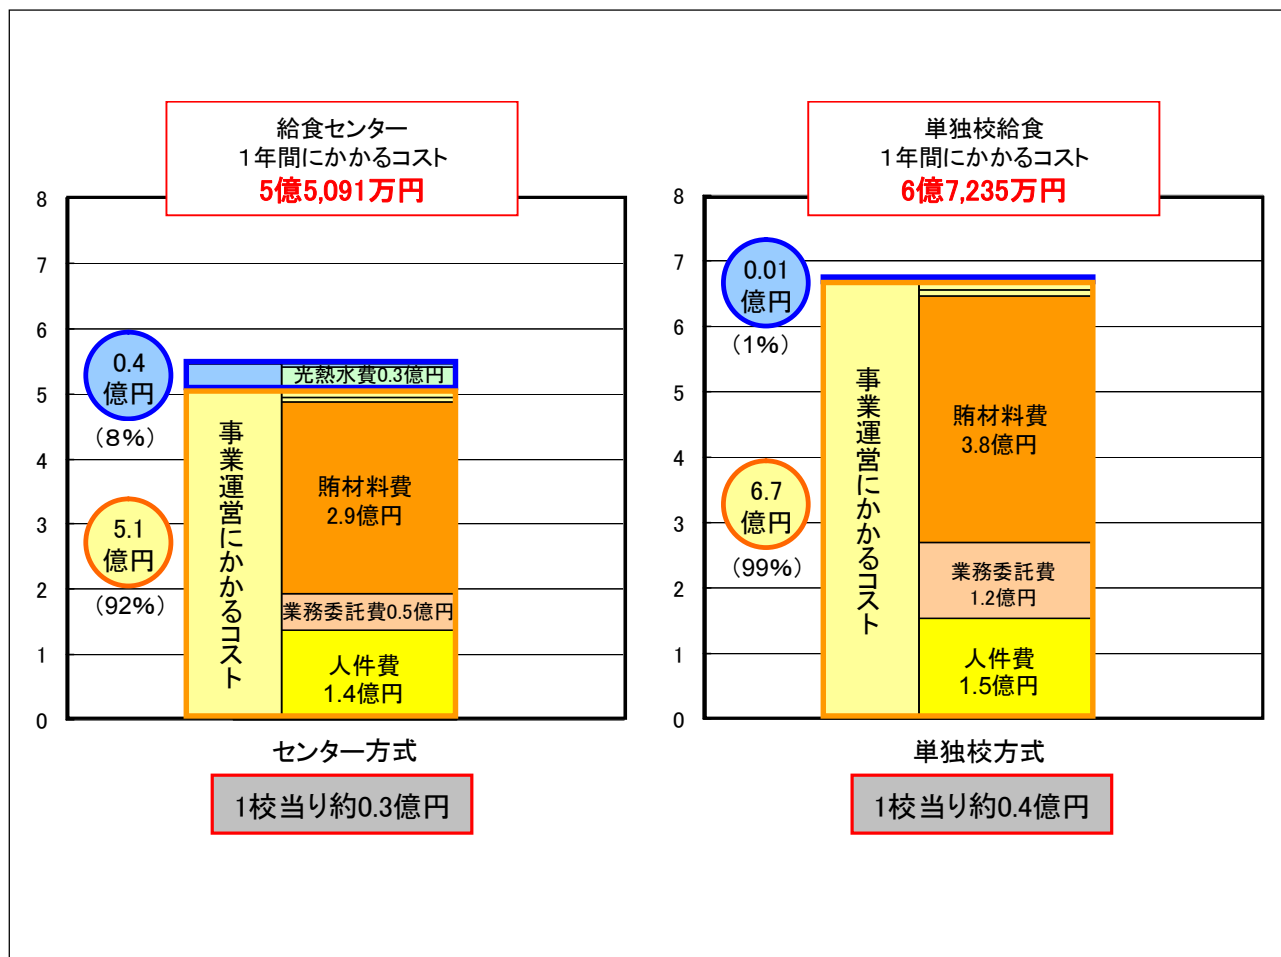 給食センター
１年間にかかるコスト
5億5,091万円
8
7
6
5
4
3
2
1
0
0.4
億円
（8％）
5.1
億円
（92％）
事業運営にかかるコスト
光熱水費0.3億円
賄材料費
2.9億円
業務委託費0.5億円
人件費
1.4億円
センター方式
1校当り約0.3億円
単独校給食
１年間にかかるコスト
6億7,235万円
8
7
6
5
4
3
2
1
0
0.01
億円
（1％）
6.7
億円
（99％）
事業運営にかかるコスト
賄材料費
3.8億円
業務委託費
1.2億円
人件費
1.5億円
単独校方式
1校当り約0.4億円